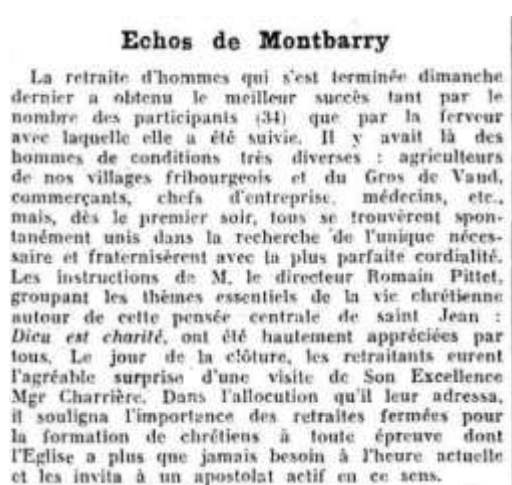 Echos de Montbarry
La retraite d'hommes qui s'est terminée dimanche
dernier a obtenu le meilleur succès tant par le
nombre des participants (34) que par la ferveur
avec laquelle elle a été suivie. Il y avait là des
hommes de conditions très diverses : agriculteurs
de nos villages fribourgeois et du Gros de Vaud,
commerçants, chefs d'entreprise, médecins, etc.,
mais, dès le premier soir, tous se trouvèrent spon-
tanément unis dans la recherche de l'unique néces-
saire et fraternisèrent avec la plus parfaite cordialité.
Les instructions de M. le directeur Romain Pittet,
groupant les thèmes essentiels de la vie chrétienne
autour de cette pensée centrale de saint Jean :
Dieu est charité, ont été hautement appréciées par
tous. Le jour de la clôture, les retraitants eurent
l'agréable surprise d'une visite de Son Excellence
Mgr Charrière. Dans l'allocution qu'il leur adressa,
il souligna l'importance des retraites fermées pour
la formation de chrétiens à toute épreuve dont
l'Eglise a plus que jamais besoin à l'heure actuelle
et les invita à un apostolat actif en ce sens.